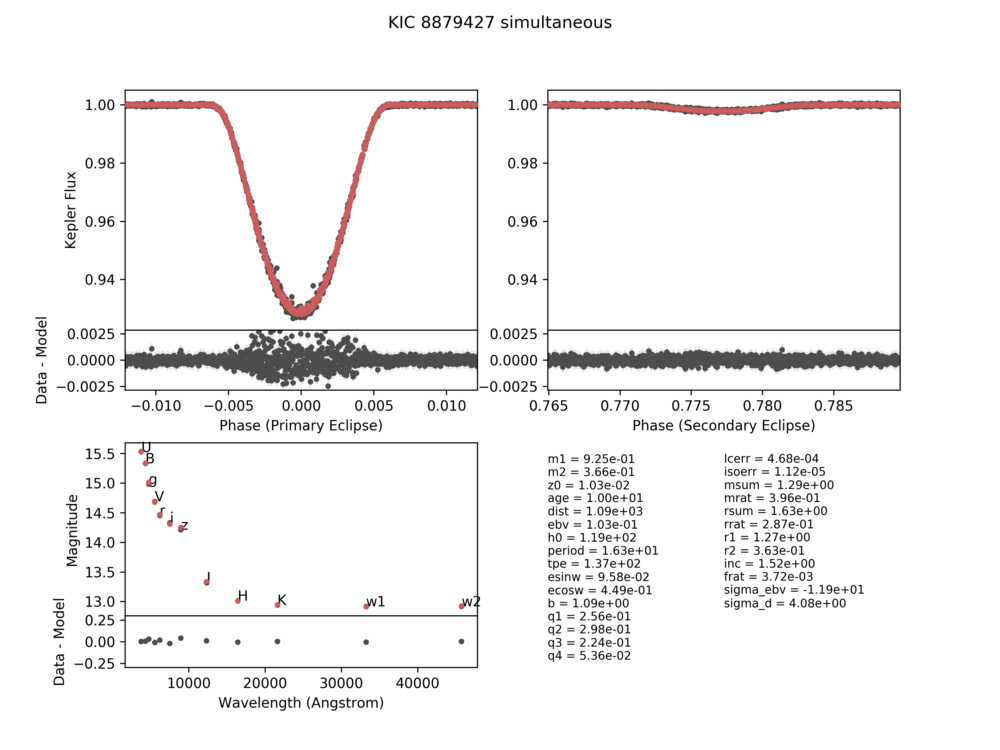 KIC 8879427 simultaneous
1.00
0.98
0.96
0.94
Kepler Flux
0.0025
0.0000
−0.0025
Data - Model
−0.010 −0.005 0.000 0.005 0.010
Phase (Primary Eclipse)
1.00
0.98
0.96
0.94
0.0025
0.0000
−0.0025
0.765 0.770 0.775 0.780 0.785
Phase (Secondary Eclipse)
15.5
15.0
14.5
14.0
13.5
13.0
Magnitude
U
B
g
V
r
i
z
J
H
K
w1
w2
0.25
0.00
−0.25
Data - Model
10000 20000 30000 40000
Wavelength (Angstrom)
m1 = 9.25e-01
m2 = 3.66e-01
z0 = 1.03e-02
age = 1.00e+01
dist = 1.09e+03
ebv = 1.03e-01
h0 = 1.19e+02
period = 1.63e+01
tpe = 1.37e+02
esinw = 9.58e-02
ecosw = 4.49e-01
b = 1.09e+00
q1 = 2.56e-01
q2 = 2.98e-01
q3 = 2.24e-01
q4 = 5.36e-02
lcerr = 4.68e-04
isoerr = 1.12e-05
msum = 1.29e+00
mrat = 3.96e-01
rsum = 1.63e+00
rrat = 2.87e-01
r1 = 1.27e+00
r2 = 3.63e-01
inc = 1.52e+00
frat = 3.72e-03
sigma_ebv = -1.19e+01
sigma_d = 4.08e+00